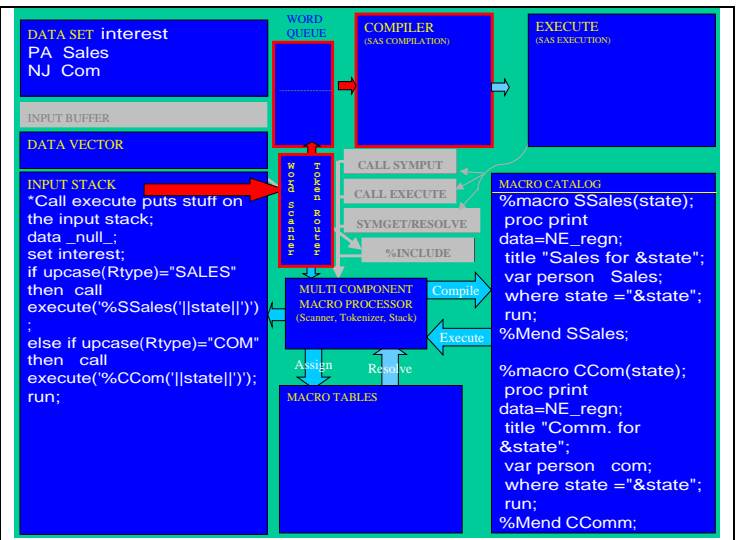 DATA SET interest
PA Sales
NJ Com
INPUT BUFFER
DATA VECTOR
INPUT STACK
*Call execute puts stuff on
the input stack;
data _null_;
set interest;
if upcase(Rtype)="SALES"
then call
execute('%SSales('||state||')')
;
else if upcase(Rtype)="COM"
then call
execute('%CCom('||state||')');
run;
WORD
QUEUE
Word Scanner
Token Router
COMPILER
(SAS COMPILATION)
EXECUTE
(SAS EXECUTION)
CALL SYMPUT
CALL EXECUTE
SYMGET/RESOLVE
%INCLUDE
MULTI COMPONENT
MACRO PROCESSOR
(Scanner, Tokenizer, Stack)
Compile
Execute
Assign
Resolve
MACRO TABLES
MACRO CATALOG
%macro SSales(state);
proc print
data=NE_regn;
title "Sales for &state";
var person Sales;
where state ="&state";
run;
%Mend SSales;
%macro CCom(state);
proc print
data=NE_regn;
title "Comm. for
&state";
var person com;
where state ="&state";
run;
%Mend CComm;